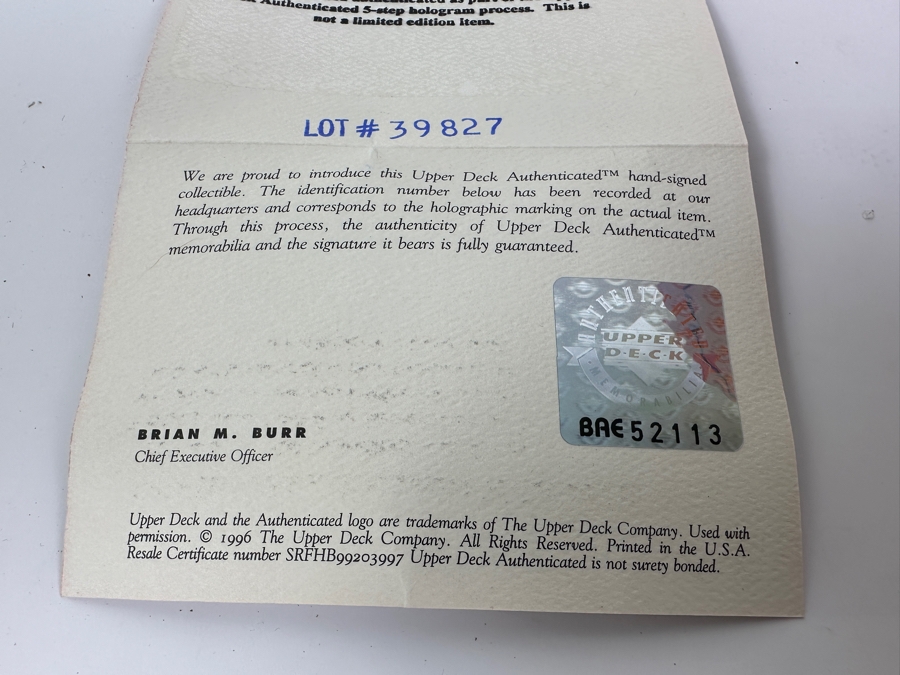 Authenticated 5-step hologram process. This is
not a limited edition item.
LOT # 39827
We are proud to introduce this Upper Deck Authenticated™ hand-signed
collectible. The identification number below has been recorded at our
headquarters and corresponds to the holographic marking on the actual item.
Through this process, the authenticity of Upper Deck Authenticated™
memorabilia and the signature it bears is fully guaranteed.
UPPER
D·E·C·K
BAE52113
BRIAN M. BURR
Chief Executive Officer
Upper Deck and the Authenticated logo are trademarks of The Upper Deck Company. Used with
permission. © 1996 The Upper Deck Company. All Rights Reserved. Printed in the U.S.A.
Resale Certificate number SRFHB99203997 Upper Deck Authenticated is not surety bonded.